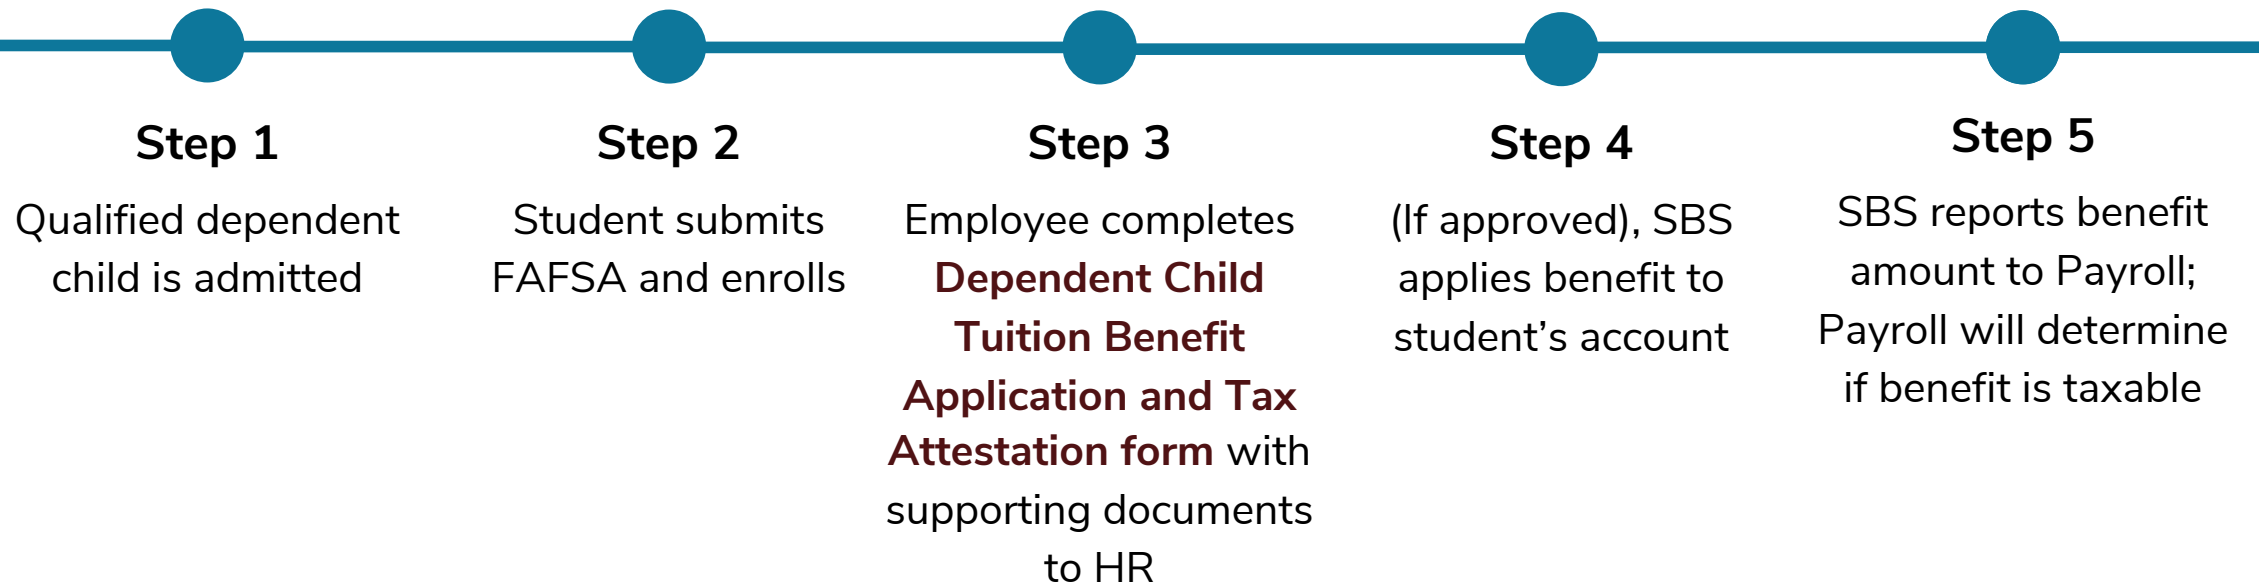 Step 1
Qualified dependent
child is admitted
Step 2
Student submits
FAFSA and enrolls
Step 3
Employee completes
Dependent Child
Tuition Benefit
Application and Tax
Attestation form with
supporting documents
to HR
Step 4
(If approved), SBS
applies benefit to
student’s account
Step 5
SBS reports benefit
amount to Payroll;
Payroll will determine
if benefit is taxable